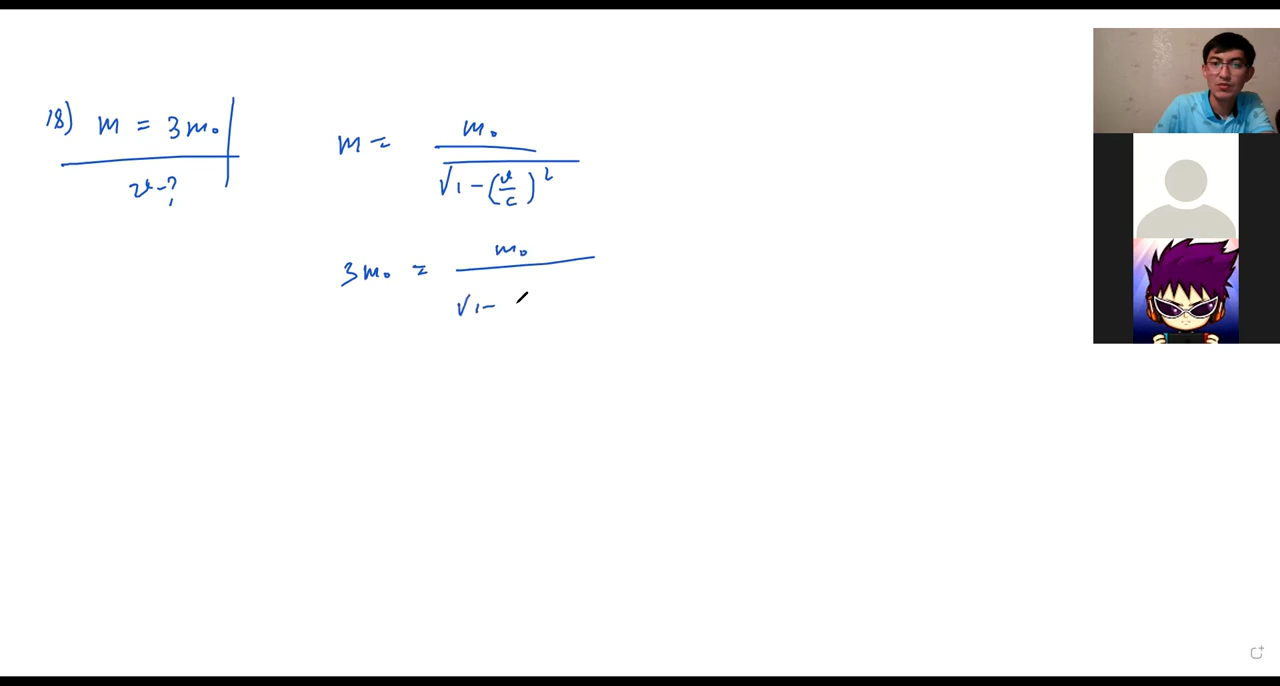 18) m = 3m₀
v - ?
m = m₀ / √1 - (v/c)²
3m₀ = m₀ / √1 -